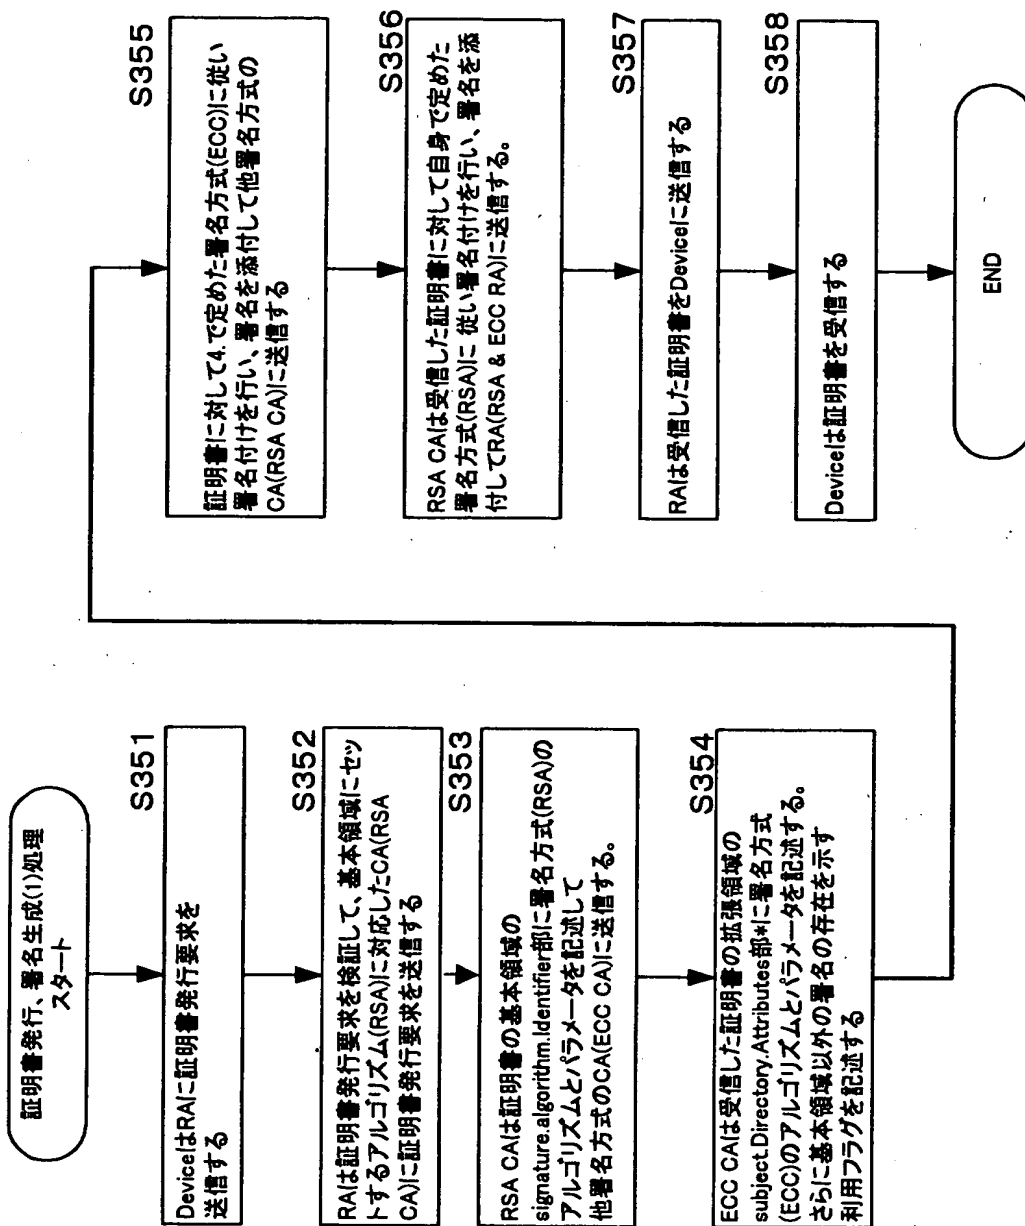 証明書発行、署名生成(1)処理
スタート
S351
DeviceはRAに証明書発行要求を
送信する
S352
RAは証明書発行要求を検証して、基本領域にセッ
トするアルゴリズム(RSA)に対応したCA(RSA
CA)に証明書発行要求を送信する
S353
RSA CAは証明書の基本領域の
signature.algorithm.Identifier部に署名方式(RSA)の
アルゴリズムとパラメータを記述して
他署名方式のCA(ECC CA)に送信する。
S354
ECC CAは受信した証明書の拡張領域の
subject.Directory.Attributes部*に署名方式
(ECC)のアルゴリズムとパラメータを記述する。
さらに基本領域以外の署名の存在を示す
利用フラグを記述する
S355
証明書に対して4.で定めた署名方式(ECC)に従い
署名付けを行い、署名を添付して他署名方式の
CA(RSA CA)に送信する
S356
RSA CAは受信した証明書に対して自身で定めた
署名方式(RSA)に 従い署名付けを行い、署名を添
付してRA(RSA & ECC RA)に送信する。
S357
RAは受信した証明書をDeviceに送信する
S358
Deviceは証明書を受信する
END